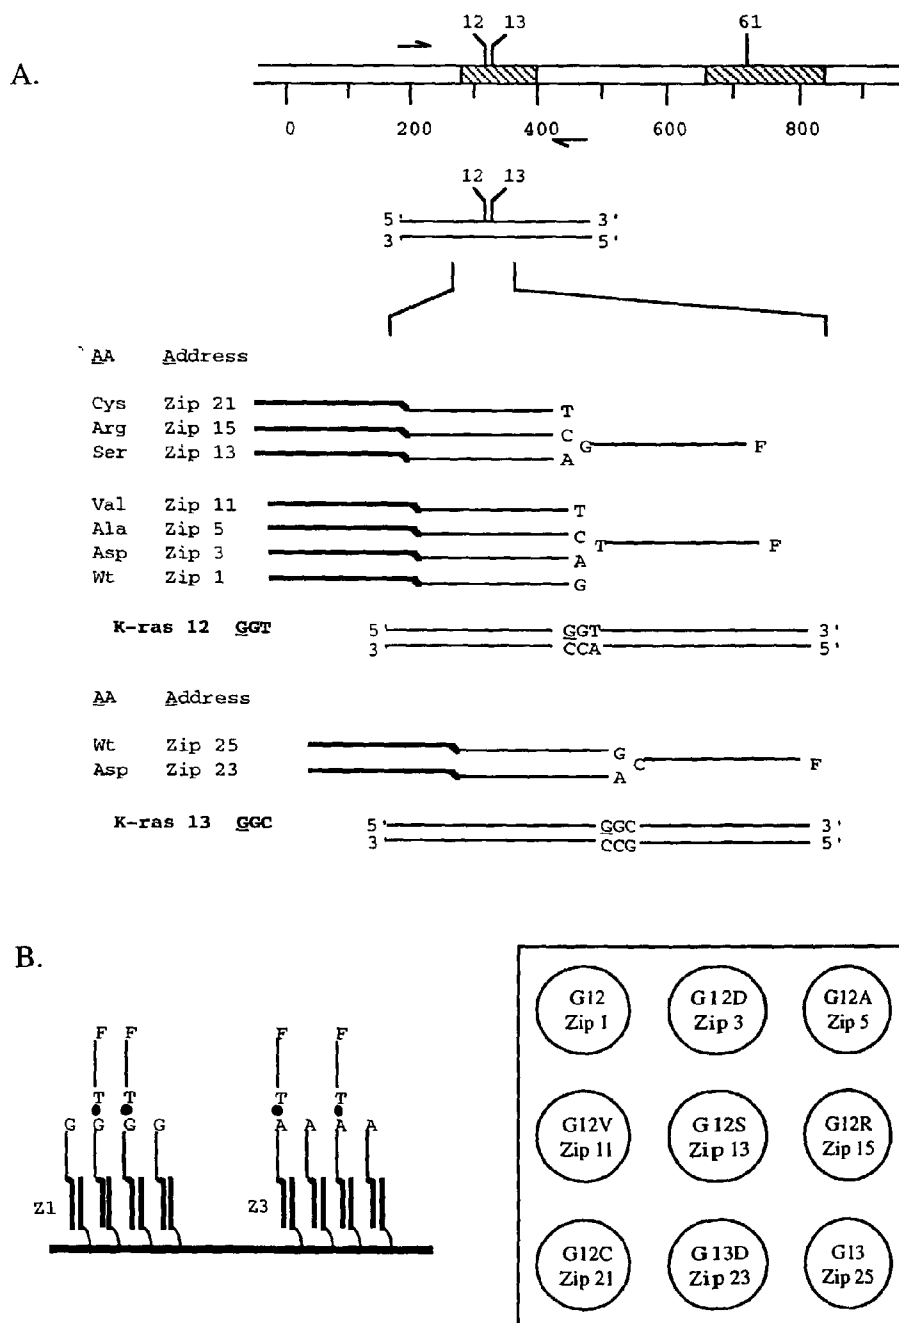 A.
12 13 61
0 200 400 600 800
12 13
5' 3'
3 5'
AA Address
Cys Zip 21 T
Arg Zip 15 C G F
Ser Zip 13 A
Val Zip 11 T
Ala Zip 5 C T F
Asp Zip 3 A
Wt Zip 1 G
K-ras 12 GGT 5' GGT 3'
3 CCA 5'
AA Address
Wt Zip 25 G C F
Asp Zip 23 A
K-ras 13 GGC 5' GGC 3'
3 CCG 5'
B.
F F F F
T T T T
G G G G A A A A
Z1 Z3
G12
Zip 1
G12D
Zip 3
G12A
Zip 5
G12V
Zip 11
G12S
Zip 13
G12R
Zip 15
G12C
Zip 21
G13D
Zip 23
G13
Zip 25